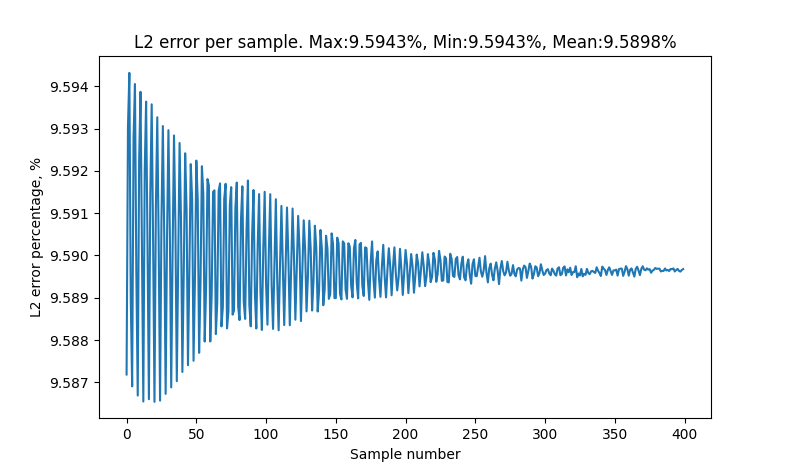 L2 error per sample. Max:9.5943%, Min:9.5943%, Mean:9.5898%
L2 error percentage, %
9.594
9.593
9.592
9.591
9.590
9.589
9.588
9.587
0 50 100 150 200 250 300 350 400
Sample number